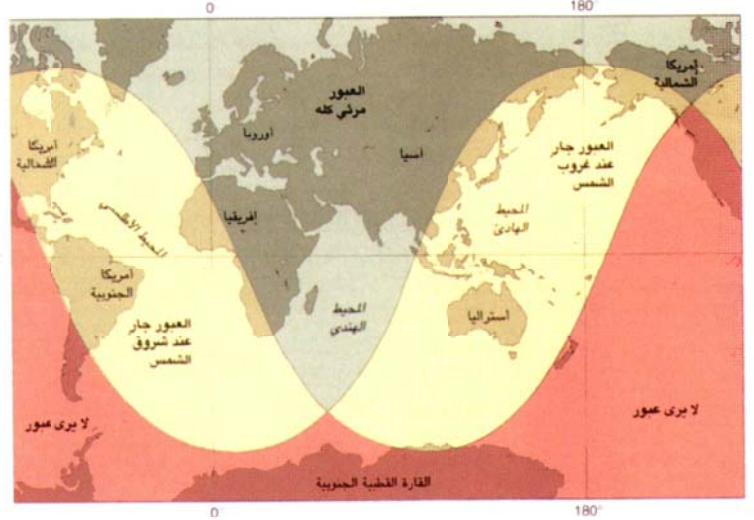 0
180°
أمريكا
الشمالية
العبور
مرئي كله
أوروبا
آسيا
العبور جار
عند غروب
الشمس
أمريكا
الشمالية
إفريقيا
المحيط الأطلسي
المحيط
الهادئ
أمريكا
الجنوبية
المحيط
الهندي
أستراليا
العبور جار
عند شروق
الشمس
لا يرى عبور
لا يرى عبور
القارة القطبية الجنوبية
0
180°